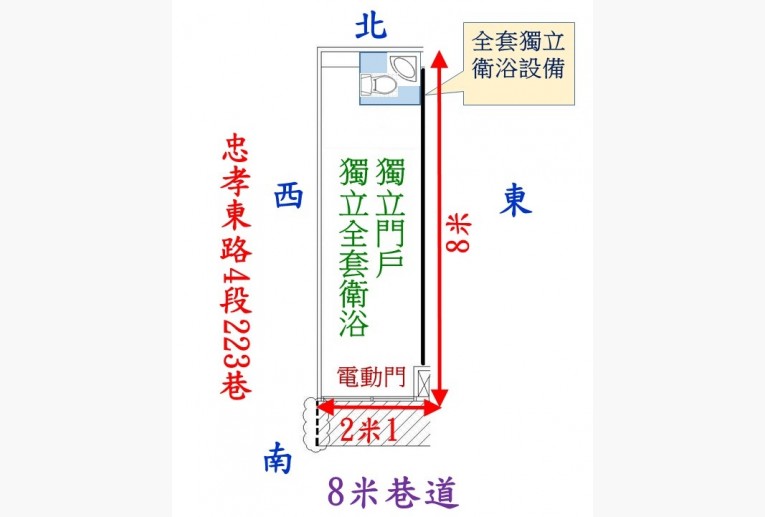 北
全套獨立
衛浴設備
忠孝東路4段223巷
西
獨立門戶
獨立全套衛浴
8米
東
電動門
2米1
南
8米巷道